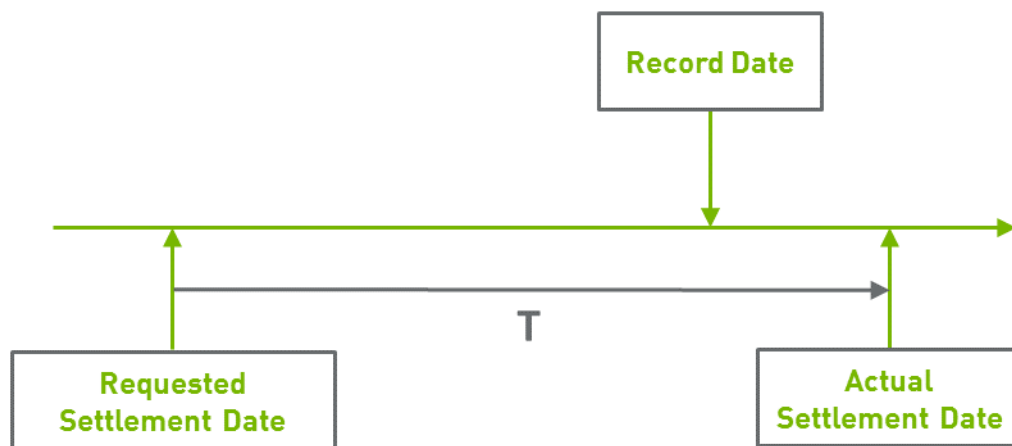 Record Date
T
Requested
Settlement Date
Actual
Settlement Date